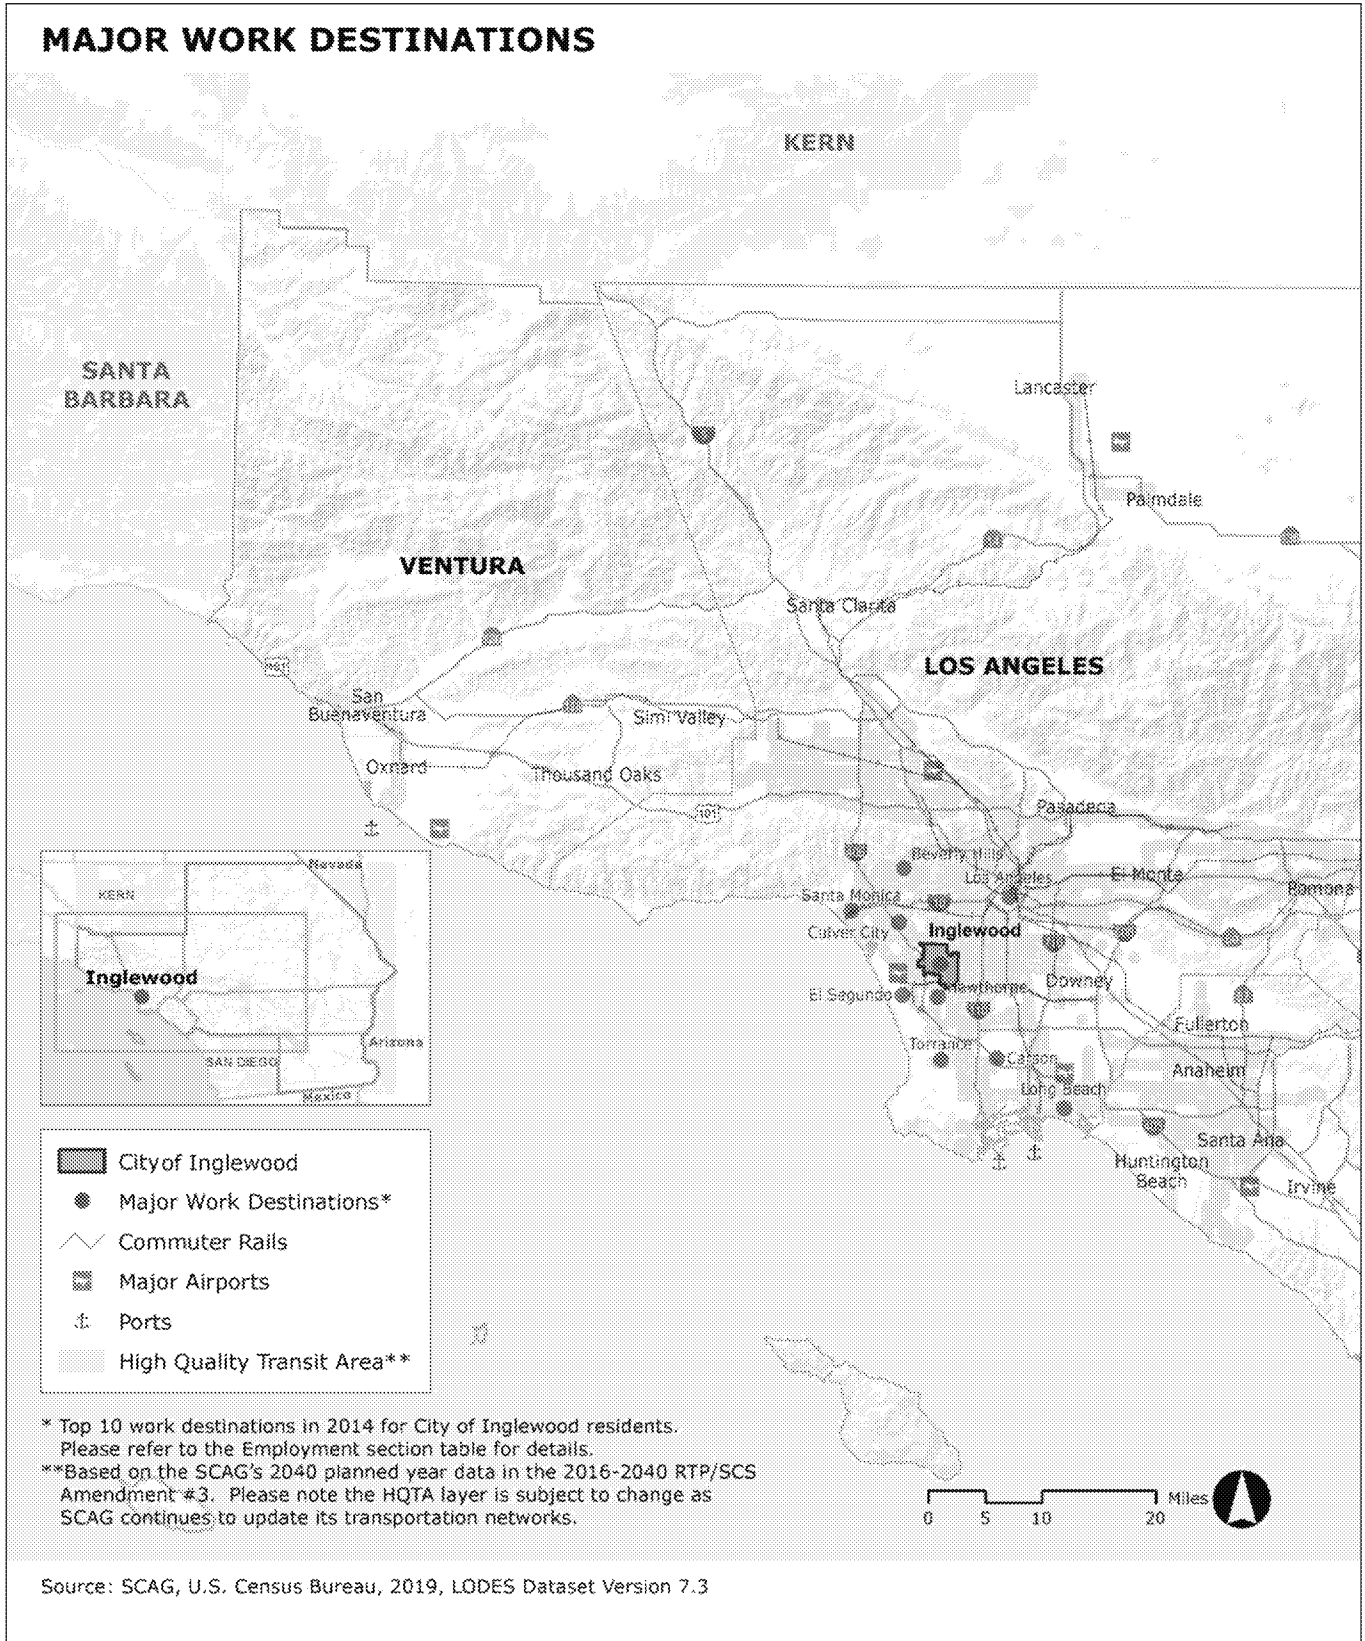 MAJOR WORK DESTINATIONS
KERN
SANTA
BARBARA
Lancaster
Palmdale
VENTURA
Santa Clarita
LOS ANGELES
101
San
Buenaventura
Simi Valley
Oxnard
Thousand Oaks
101
Pasadena
Beverly Hills
Los Angeles
El Monte
Pomona
Santa Monica
Culver City
Inglewood
El Segundo
Hawthorne
Downey
Fullerton
Torrance
Carson
Anaheim
Long Beach
Santa Ana
Huntington
Beach
Irvine
Nevada
KERN
Inglewood
Arizona
SAN DIEGO
Mexico
City of Inglewood
Major Work Destinations*
Commuter Rails
Major Airports
Ports
High Quality Transit Area**
* Top 10 work destinations in 2014 for City of Inglewood residents.
Please refer to the Employment section table for details.
**Based on the SCAG's 2040 planned year data in the 2016-2040 RTP/SCS
Amendment #3. Please note the HQTA layer is subject to change as
SCAG continues to update its transportation networks.
Miles
0 5 10 20
Source: SCAG, U.S. Census Bureau, 2019, LODES Dataset Version 7.3